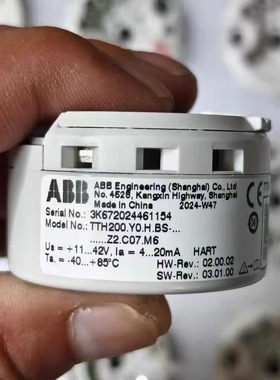 ABB
ABB Engineering (Shanghai) Co., Ltd
No. 4528, Kangxin Highway, Shanghai
Made in China 2024-W47
Serial No.: 3K672024461154
Model No.: TTH200.Y0.H.BS-...
......Z2.C07.M6
Us = +11...42V, Ia = 4...20mA HART
Ta = -40...+85°C HW-Rev.: 02.00.02
SW-Rev.: 03.01.00
CE